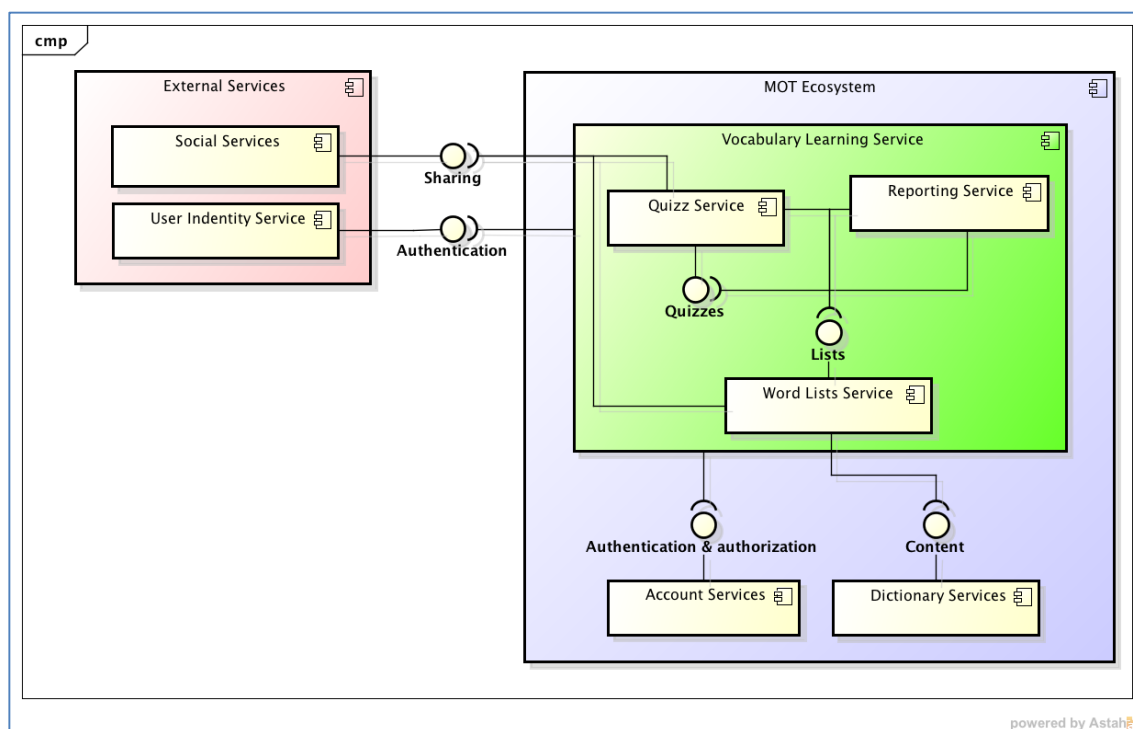 cmp
External Services
Social Services
User Indentity Service
Sharing
Authentication
MOT Ecosystem
Vocabulary Learning Service
Quizz Service
Reporting Service
Quizzes
Lists
Word Lists Service
Authentication & authorization
Content
Account Services
Dictionary Services
powered by Astah